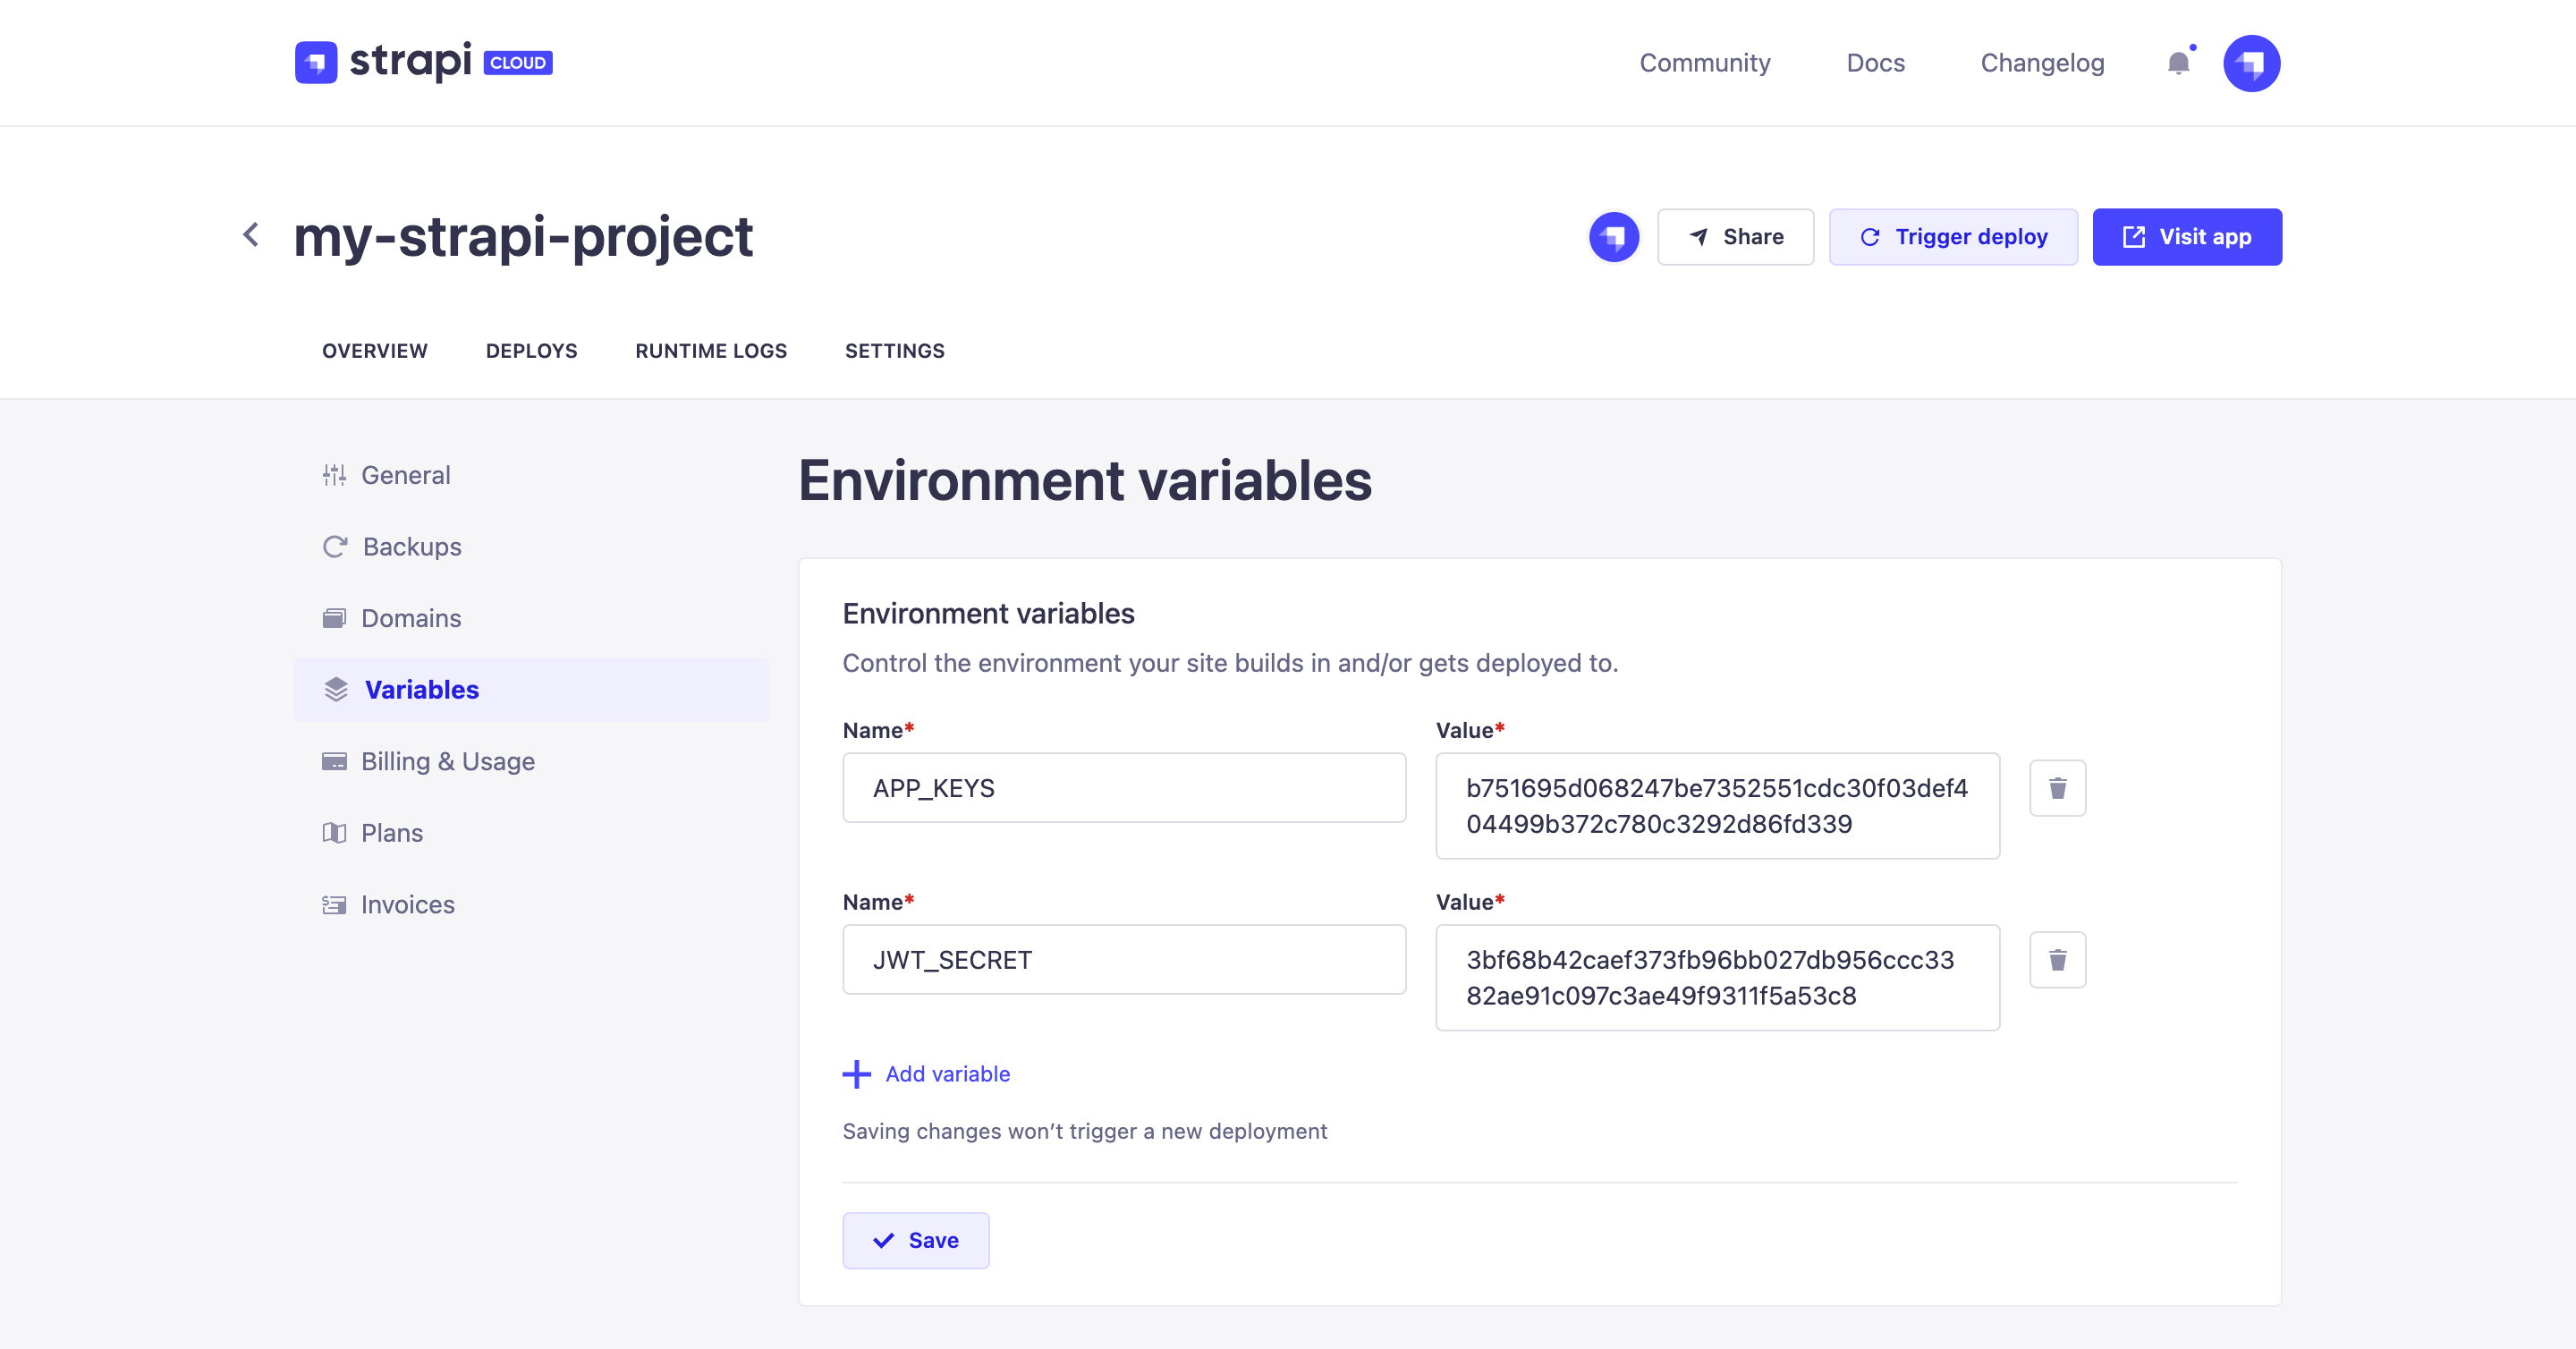 strapi CLOUD
Community Docs Changelog
my-strapi-project
Share Trigger deploy Visit app
OVERVIEW DEPLOYS RUNTIME LOGS SETTINGS
General
Backups
Domains
Variables
Billing & Usage
Plans
Invoices
Environment variables
Environment variables
Control the environment your site builds in and/or gets deployed to.
Name* Value*
APP_KEYS b751695d068247be7352551cdc30f03def4
04499b372c780c3292d86fd339
Name* Value*
JWT_SECRET 3bf68b42caef373fb96bb027db956ccc33
82ae91c097c3ae49f9311f5a53c8
Add variable
Saving changes won’t trigger a new deployment
Save